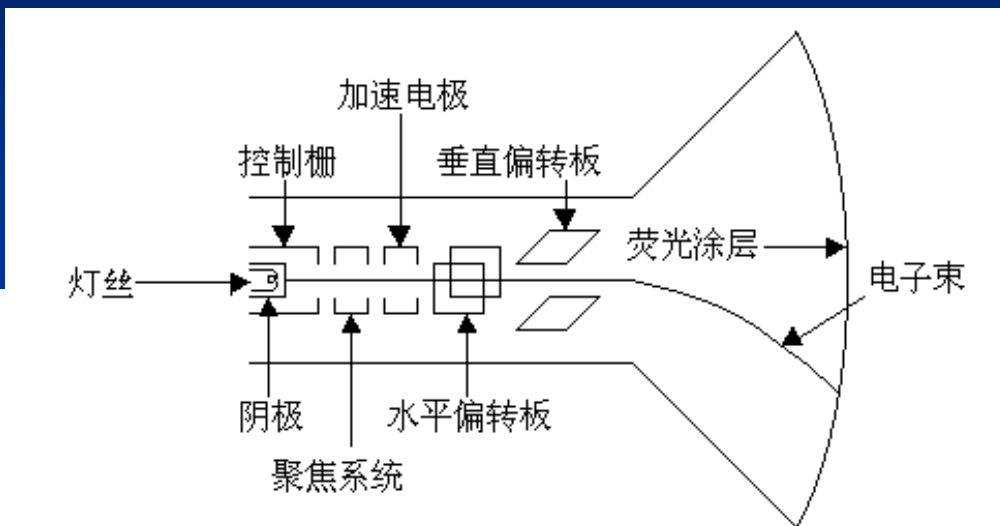 加速电极
控制栅
垂直偏转板
荧光涂层
灯丝
电子束
阴极
水平偏转板
聚焦系统